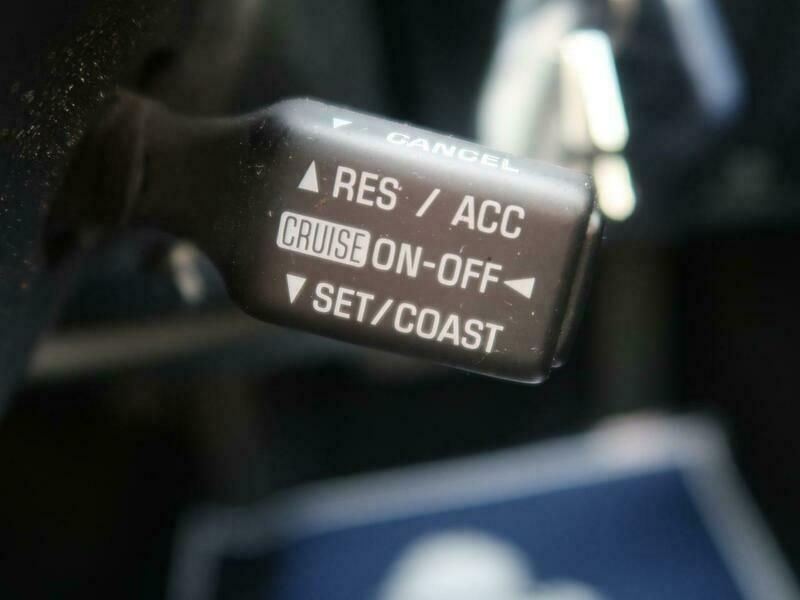 CANCEL
RES / ACC
CRUISE ON-OFF
SET/COAST